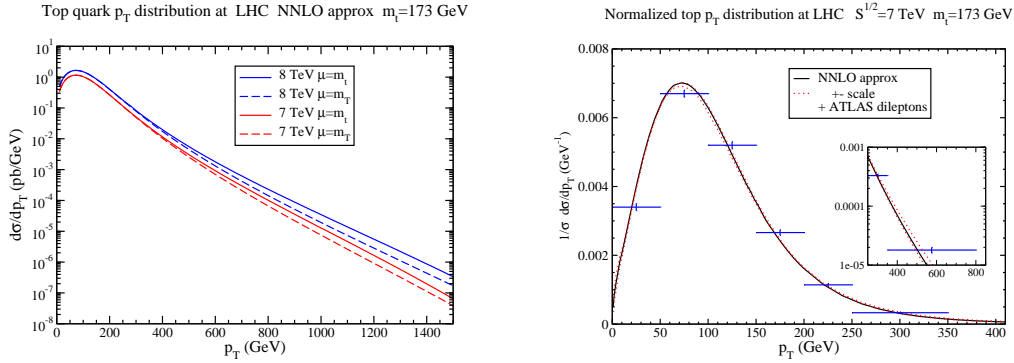 Top quark p_T distribution at LHC NNLO approx m_t=173 GeV
10^1
10^0
10^-1
10^-2
10^-3
10^-4
10^-5
10^-6
10^-7
10^-8
dσ/dp_T (pb/GeV)
8 TeV μ=m_t
8 TeV μ=m_T
7 TeV μ=m_t
7 TeV μ=m_T
0 200 400 600 800 1000 1200 1400
p_T (GeV)
Normalized top p_T distribution at LHC S^1/2=7 TeV m_t=173 GeV
0.008
0.006
0.004
0.002
0
1/σ dσ/dp_T (GeV^-1)
NNLO approx
+- scale
+ ATLAS dileptons
0.001
0.0001
1e-05
400 600 800
0 50 100 150 200 250 300 350 400
p_T (GeV)